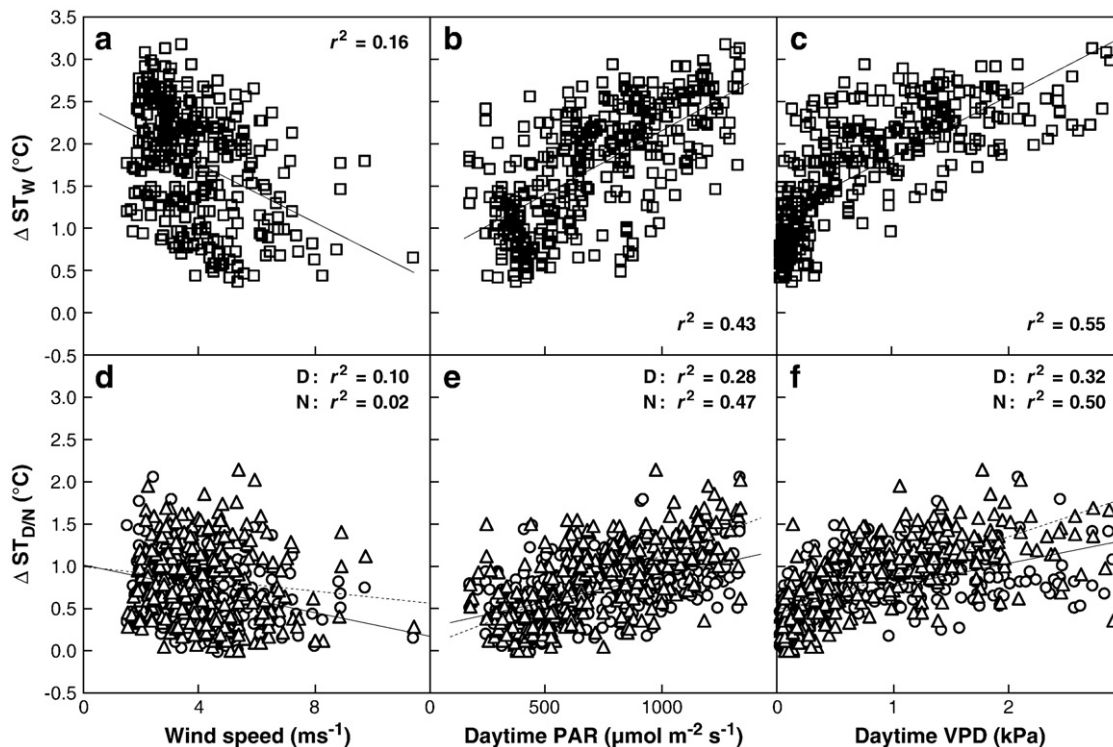 a
r² = 0.16
b
r² = 0.43
c
r² = 0.55
Δ ST_W (°C)
3.5
3.0
2.5
2.0
1.5
1.0
0.5
0.0
-0.5
d
D: r² = 0.10
N: r² = 0.02
e
D: r² = 0.28
N: r² = 0.47
f
D: r² = 0.32
N: r² = 0.50
Δ ST_D/N (°C)
3.0
2.5
2.0
1.5
1.0
0.5
0.0
-0.5
0 4 8 0 500 1000 0 1 2
Wind speed (ms⁻¹) Daytime PAR (µmol m⁻² s⁻¹) Daytime VPD (kPa)